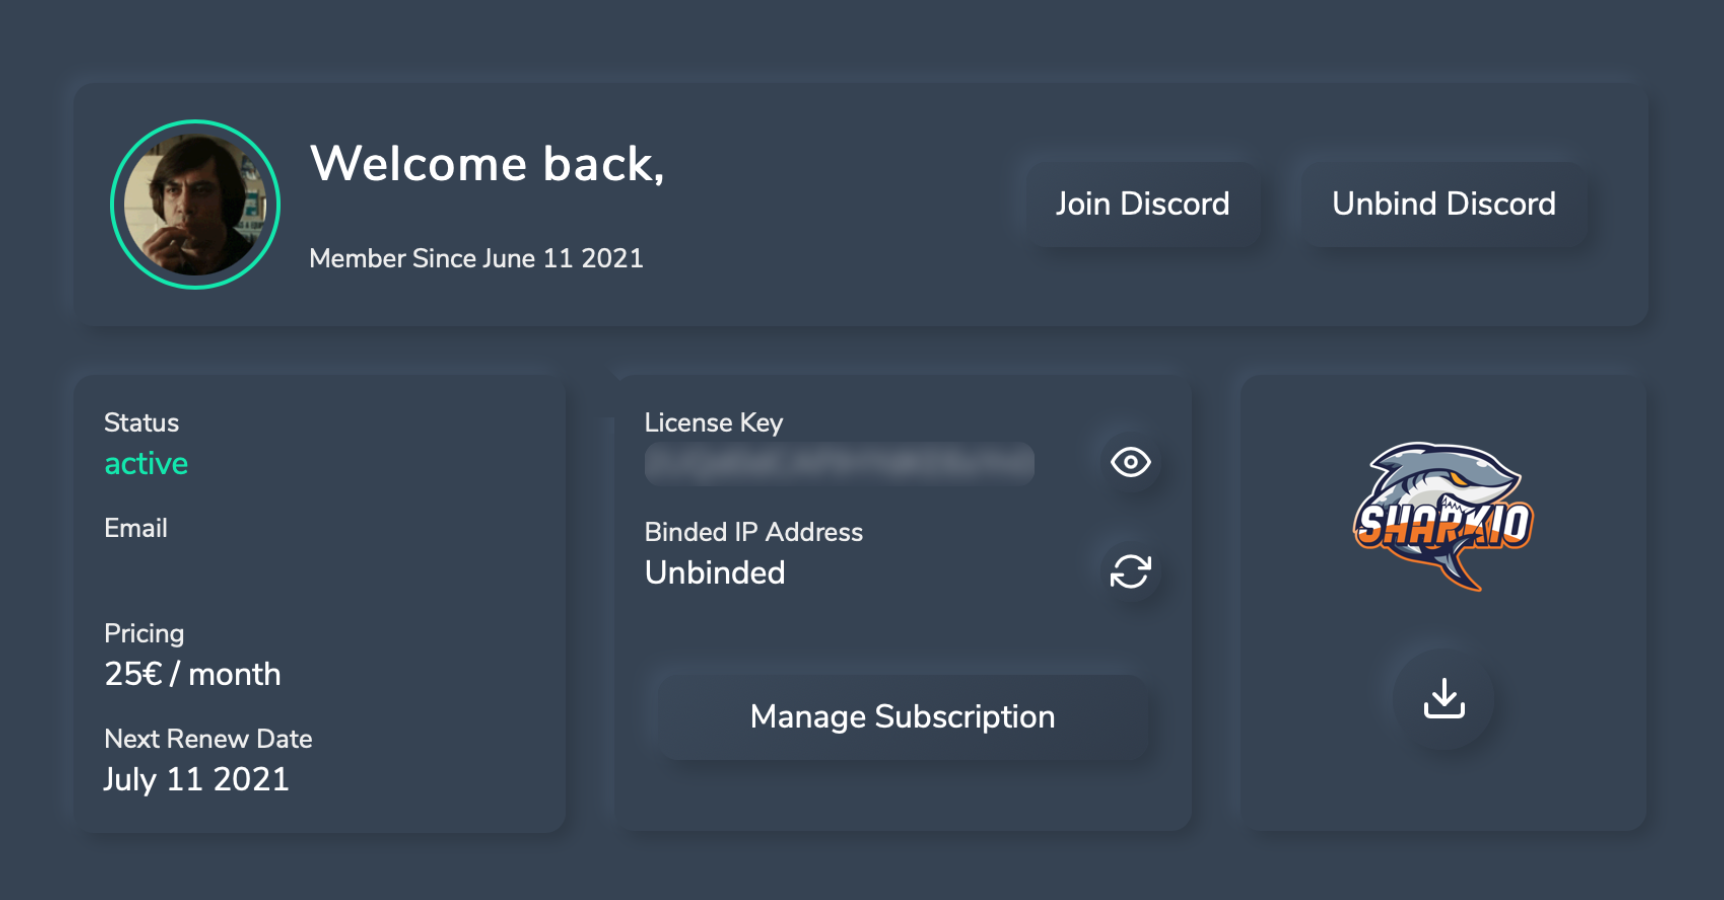 Welcome back,
Member Since June 11 2021
Join Discord
Unbind Discord
Status
active
Email
Pricing
25€ / month
Next Renew Date
July 11 2021
License Key
Binded IP Address
Unbinded
Manage Subscription
SHARKIO